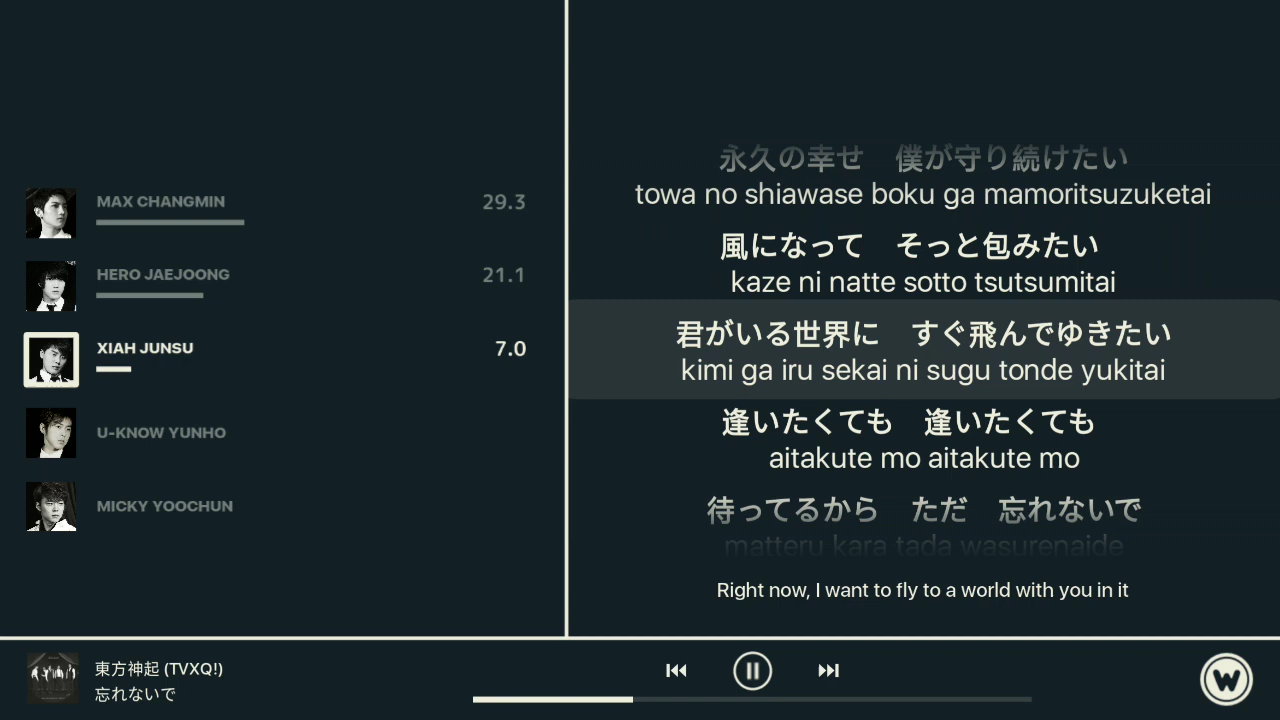 MAX CHANGMIN 29.3
HERO JAEJOONG 21.1
XIAH JUNSU 7.0
U-KNOW YUNHO
MICKY YOOCHUN
永久の幸せ　僕が守り続けたい
towa no shiawase boku ga mamoritsuzuketai
風になって　そっと包みたい
kaze ni natte sotto tsutsumitai
君がいる世界に　すぐ飛んでゆきたい
kimi ga iru sekai ni sugu tonde yukitai
逢いたくても　逢いたくても
aitakute mo aitakute mo
待ってるから　ただ　忘れないで
matteru kara tada wasurenaide
Right now, I want to fly to a world with you in it
東方神起 (TVXQ!)
忘れないで
W